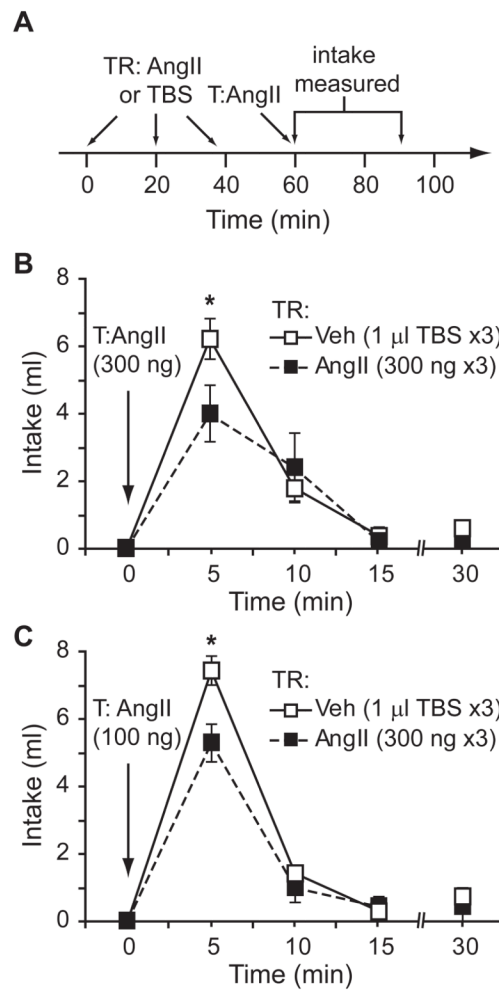 A
TR: AngII
or TBS
T:AngII
intake
measured
0 20 40 60 80 100
Time (min)
B
8
6
4
2
0
Intake (ml)
T:AngII
(300 ng)
*
TR:
Veh (1 µl TBS x3)
AngII (300 ng x3)
0 5 10 15 30
Time (min)
C
8
6
4
2
0
Intake (ml)
T: AngII
(100 ng)
*
TR:
Veh (1 µl TBS x3)
AngII (300 ng x3)
0 5 10 15 30
Time (min)